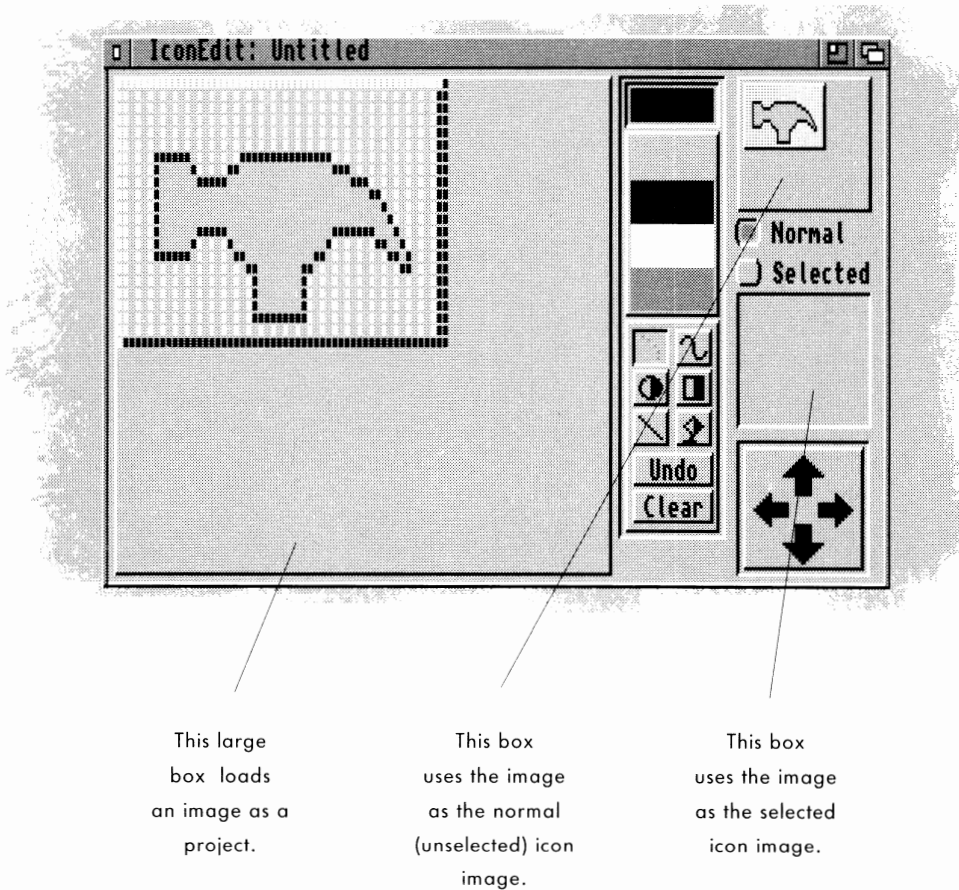 IconEdit: Untitled
Normal
Selected
Undo
Clear
This large
box loads
an image as a
project.
This box
uses the image
as the normal
(unselected) icon
image.
This box
uses the image
as the selected
icon image.